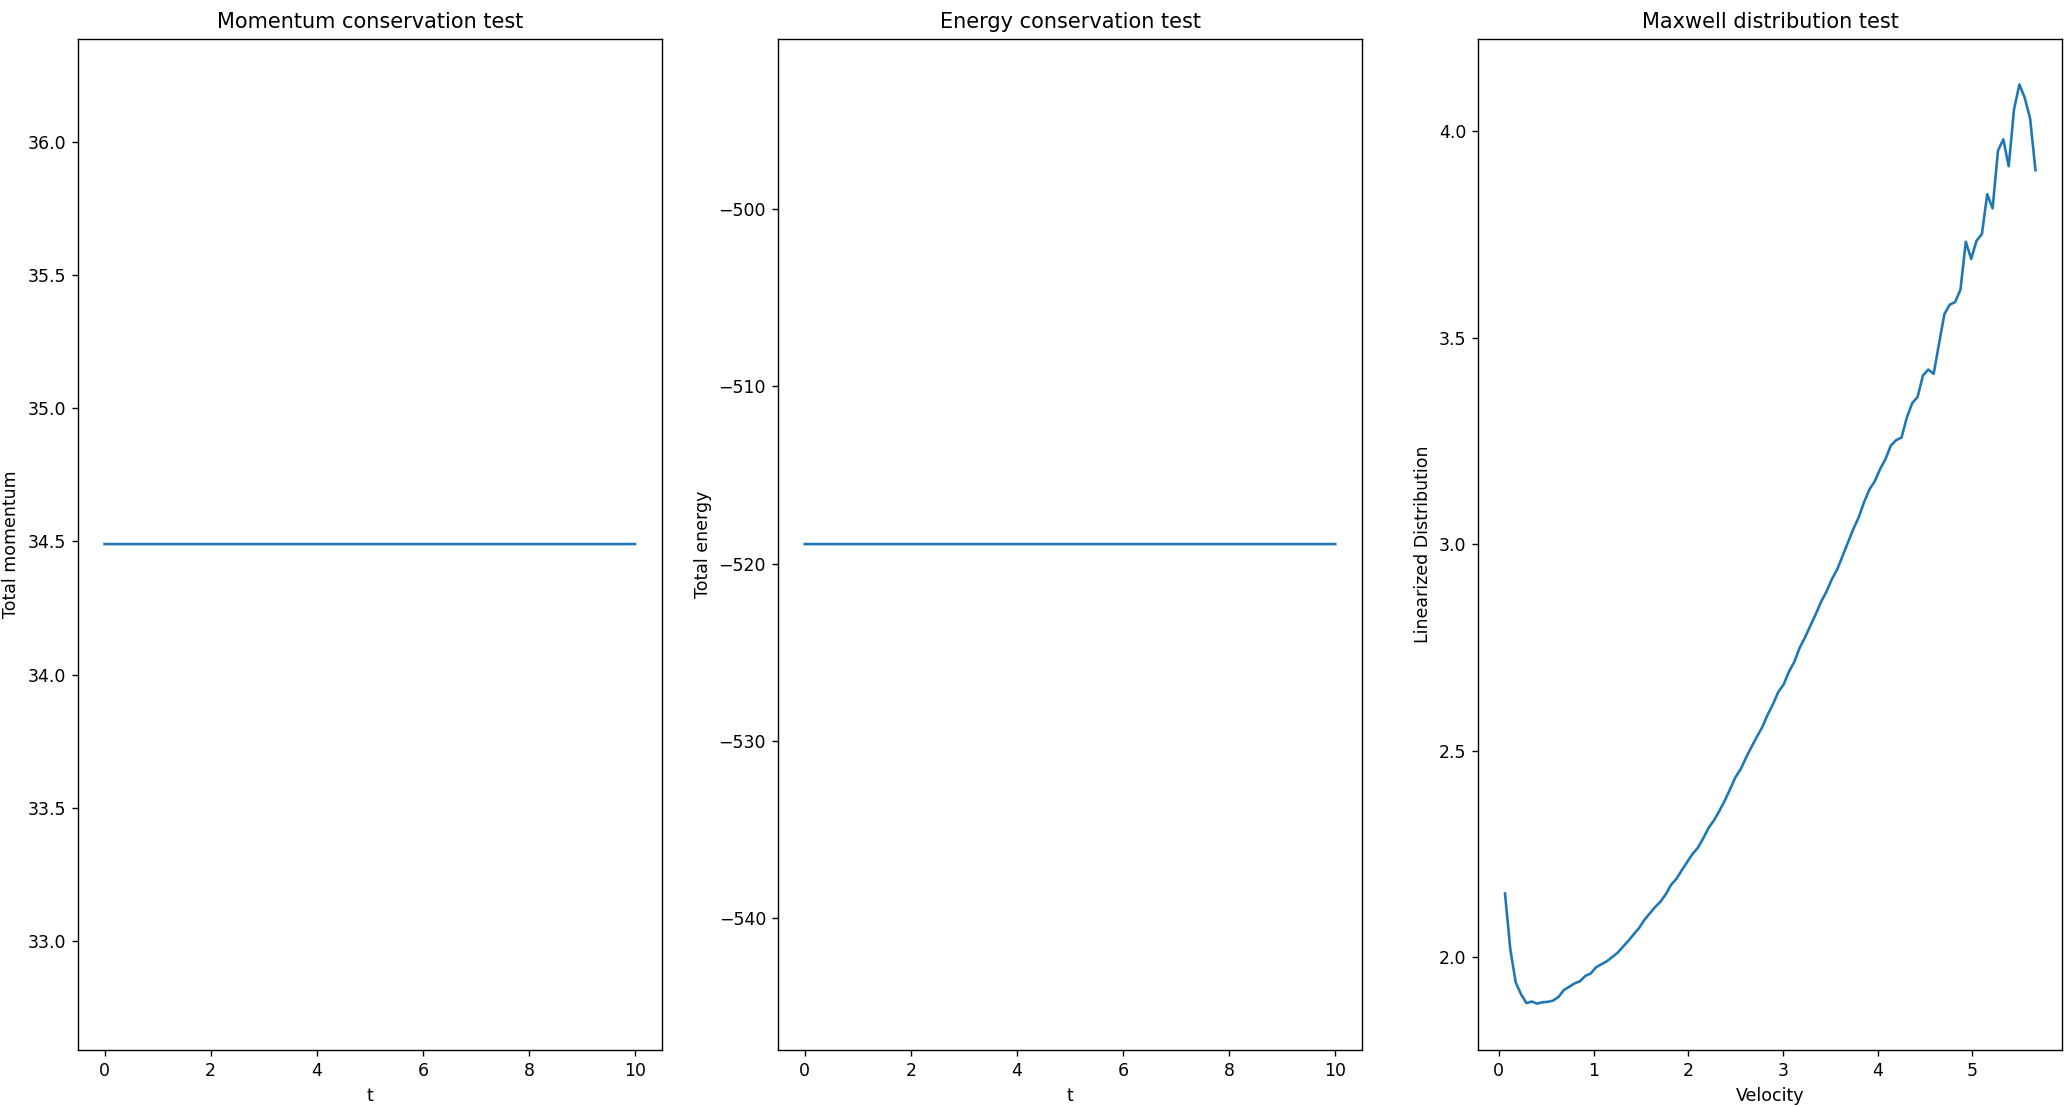 Momentum conservation test
Total momentum
36.0
35.5
35.0
34.5
34.0
33.5
33.0
0 2 4 6 8 10
t
Energy conservation test
Total energy
−500
−510
−520
−530
−540
0 2 4 6 8 10
t
Maxwell distribution test
Linearized Distribution
4.0
3.5
3.0
2.5
2.0
0 1 2 3 4 5
Velocity